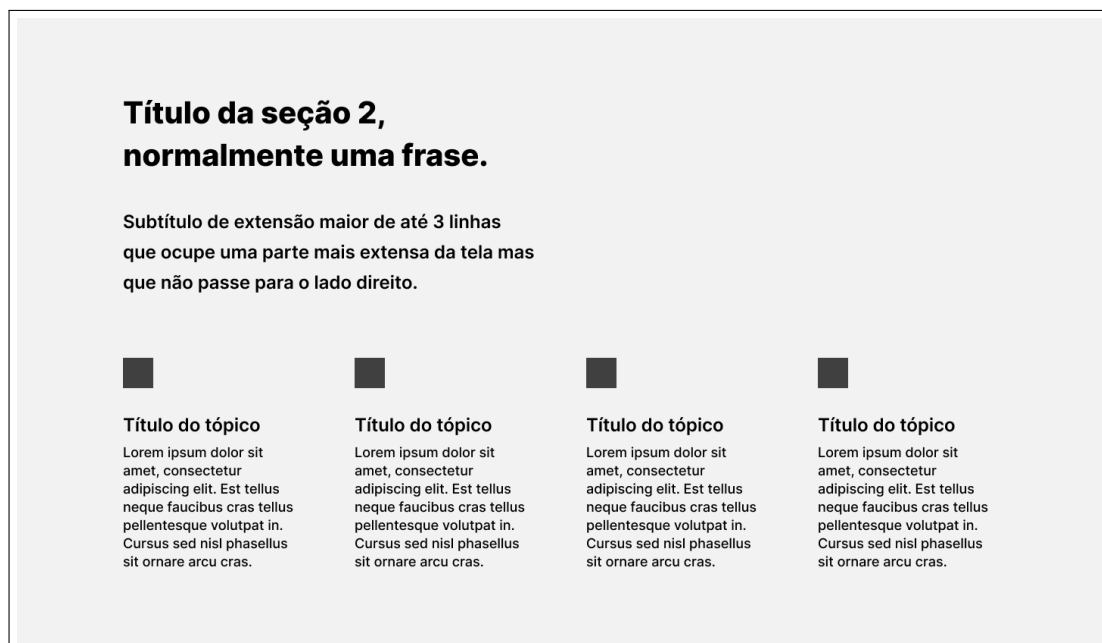 Título da seção 2,
normalmente uma frase.
Subtítulo de extensão maior de até 3 linhas
que ocupe uma parte mais extensa da tela mas
que não passe para o lado direito.
Título do tópico
Lorem ipsum dolor sit
amet, consectetur
adipiscing elit. Est tellus
neque faucibus cras tellus
pellentesque volutpat in.
Cursus sed nisl phasellus
sit ornare arcu cras.
Título do tópico
Lorem ipsum dolor sit
amet, consectetur
adipiscing elit. Est tellus
neque faucibus cras tellus
pellentesque volutpat in.
Cursus sed nisl phasellus
sit ornare arcu cras.
Título do tópico
Lorem ipsum dolor sit
amet, consectetur
adipiscing elit. Est tellus
neque faucibus cras tellus
pellentesque volutpat in.
Cursus sed nisl phasellus
sit ornare arcu cras.
Título do tópico
Lorem ipsum dolor sit
amet, consectetur
adipiscing elit. Est tellus
neque faucibus cras tellus
pellentesque volutpat in.
Cursus sed nisl phasellus
sit ornare arcu cras.